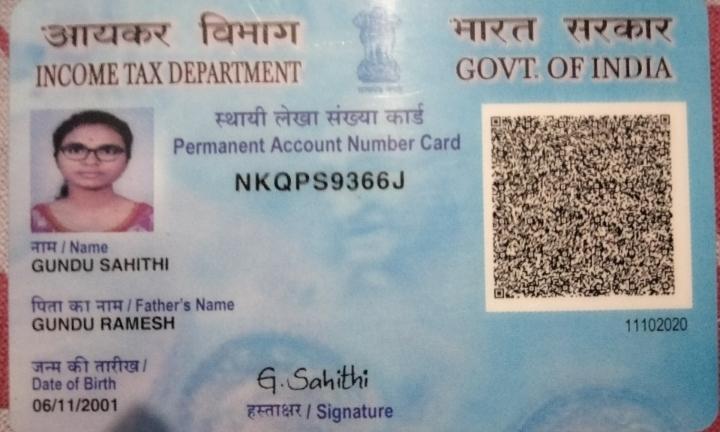 आयकर विभाग
INCOME TAX DEPARTMENT
भारत सरकार
GOVT. OF INDIA
स्थायी लेखा संख्या कार्ड
Permanent Account Number Card
NKQPS9366J
नाम / Name
GUNDU SAHITHI
पिता का नाम / Father's Name
GUNDU RAMESH
जन्म की तारीख /
Date of Birth
06/11/2001
G. Sahithi
हस्ताक्षर / Signature
11102020